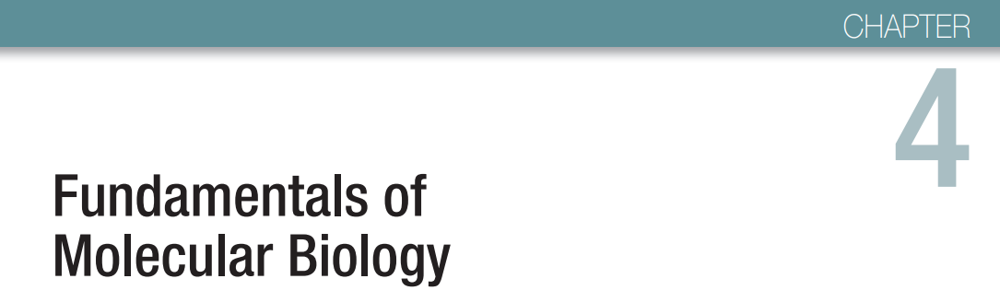 CHAPTER
4
Fundamentals of
Molecular Biology